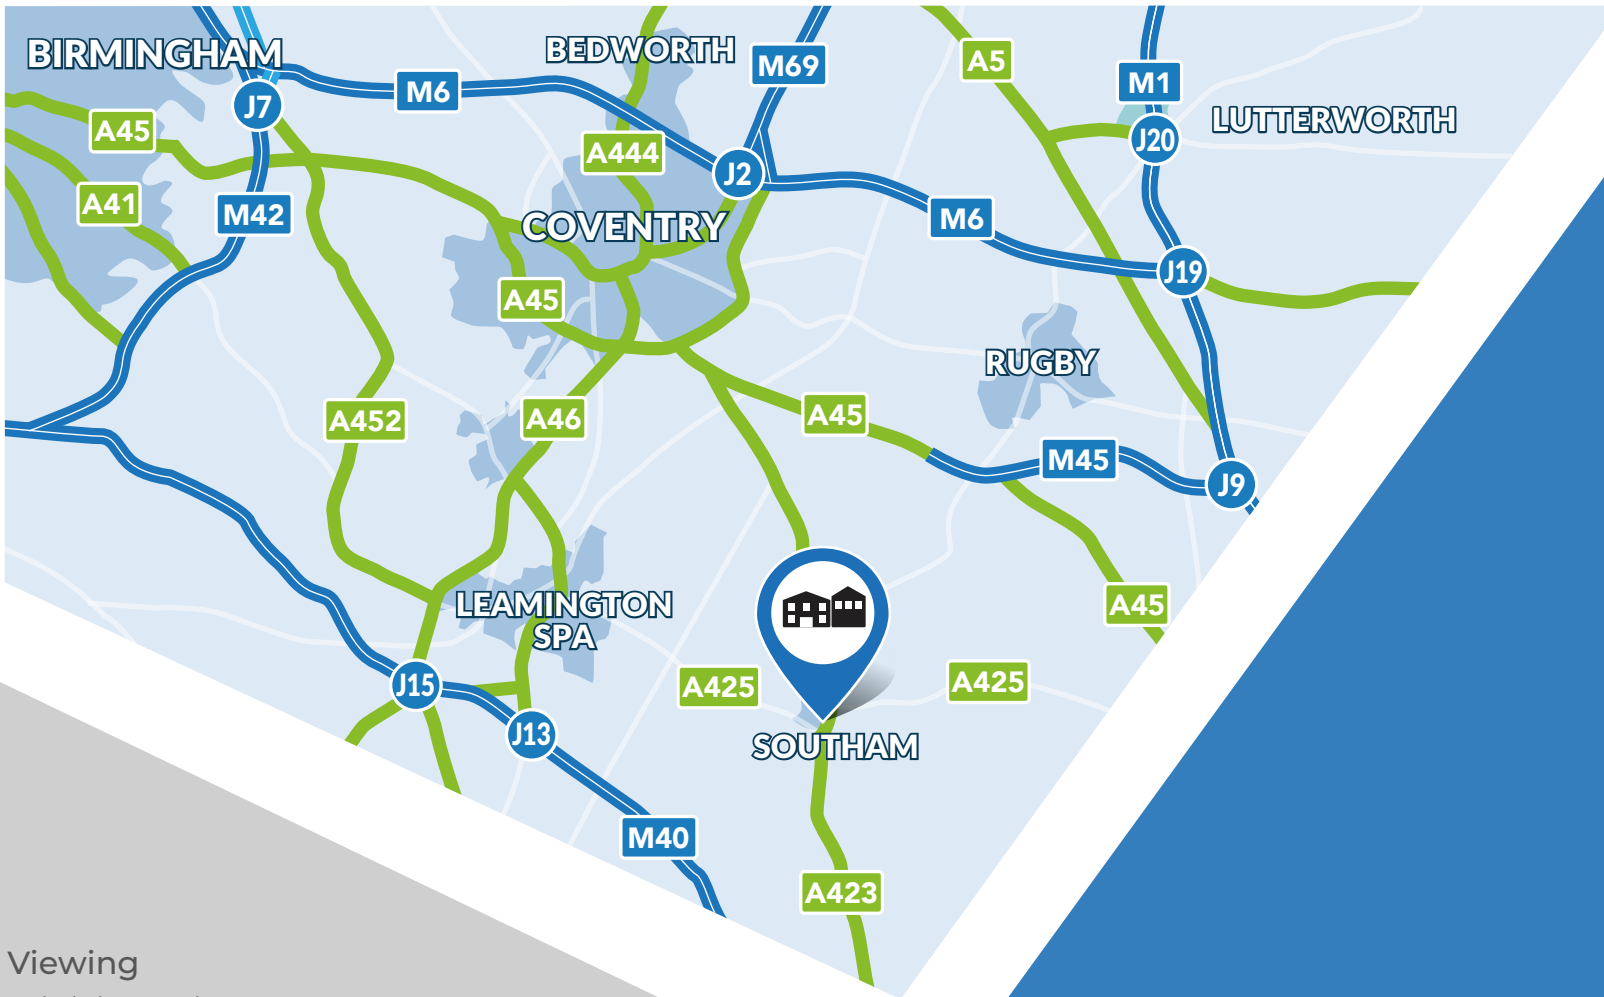 BIRMINGHAM
BEDWORTH
M69
A5
M1
LUTTERWORTH
J7
M6
A45
A444
J2
J20
A41
M42
COVENTRY
M6
J19
A45
RUGBY
A452
A46
A45
M45
J9
LEAMINGTON
SPA
A45
J15
A425
A425
J13
SOUTHAM
M40
A423
Viewing